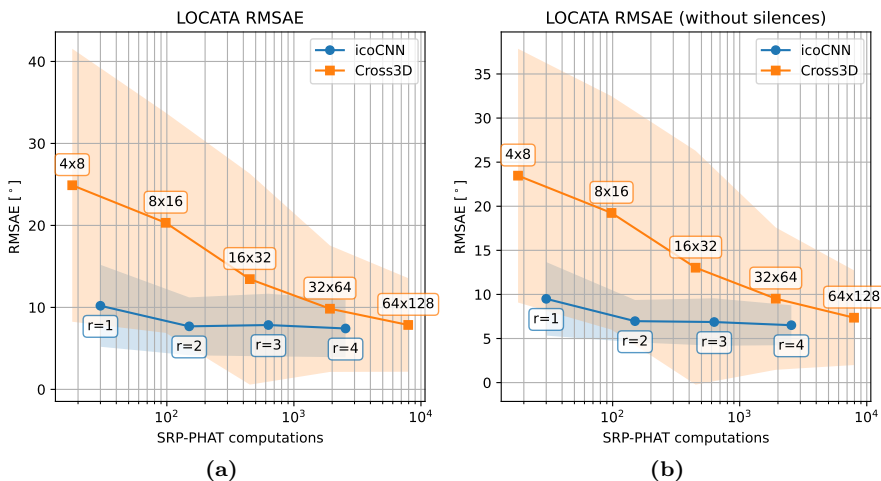 LOCATA RMSAE
icoCNN
Cross3D
40
30
20
10
0
RMSAE [ ° ]
4x8
8x16
16x32
32x64
64x128
r=1
r=2
r=3
r=4
10²
10³
10⁴
SRP-PHAT computations
(a)
LOCATA RMSAE (without silences)
icoCNN
Cross3D
35
30
25
20
15
10
5
0
RMSAE [ ° ]
4x8
8x16
16x32
32x64
64x128
r=1
r=2
r=3
r=4
10²
10³
10⁴
SRP-PHAT computations
(b)